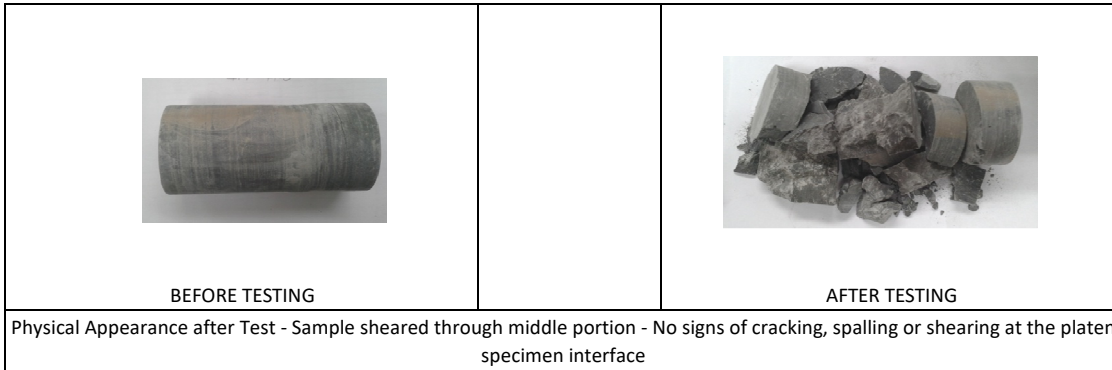 BEFORE TESTING
AFTER TESTING
Physical Appearance after Test - Sample sheared through middle portion - No signs of cracking, spalling or shearing at the platen
specimen interface